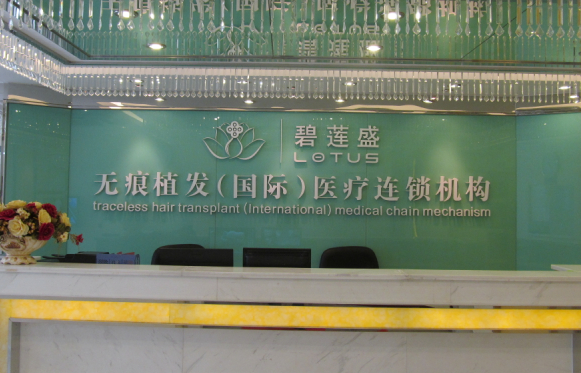 碧莲盛
LOTUS
无痕植发(国际)医疗连锁机构
traceless hair transplant (International) medical chain mechanism